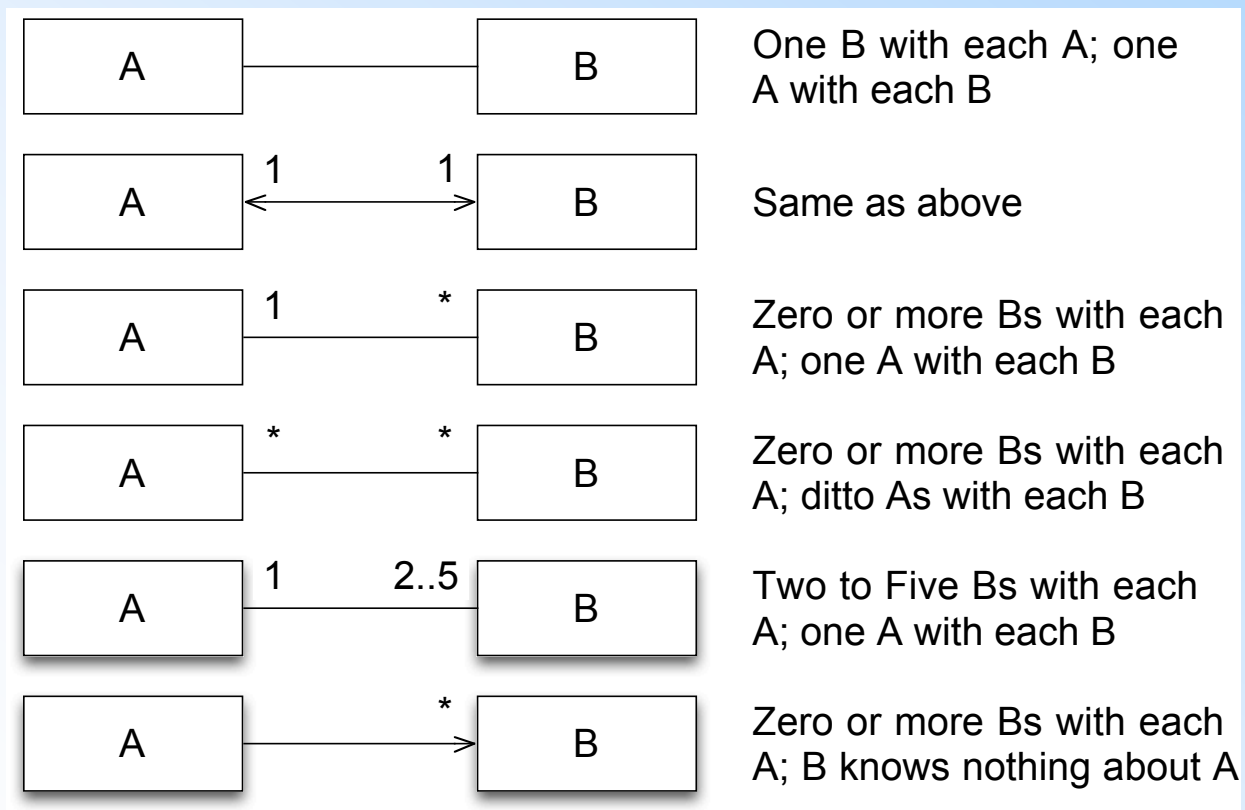 A B One B with each A; one
A with each B
1 1
A B Same as above
1 *
A B Zero or more Bs with each
A; one A with each B
* *
A B Zero or more Bs with each
A; ditto As with each B
1 2..5
A B Two to Five Bs with each
A; one A with each B
*
A B Zero or more Bs with each
A; B knows nothing about A